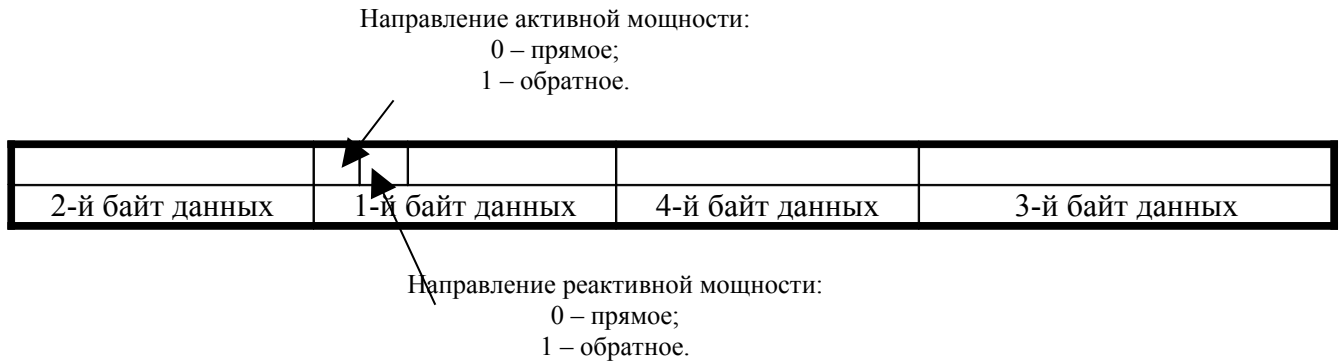 Направление активной мощности:
0 – прямое;
1 – обратное.
2-й байт данных 1-й байт данных 4-й байт данных 3-й байт данных
Направление реактивной мощности:
0 – прямое;
1 – обратное.